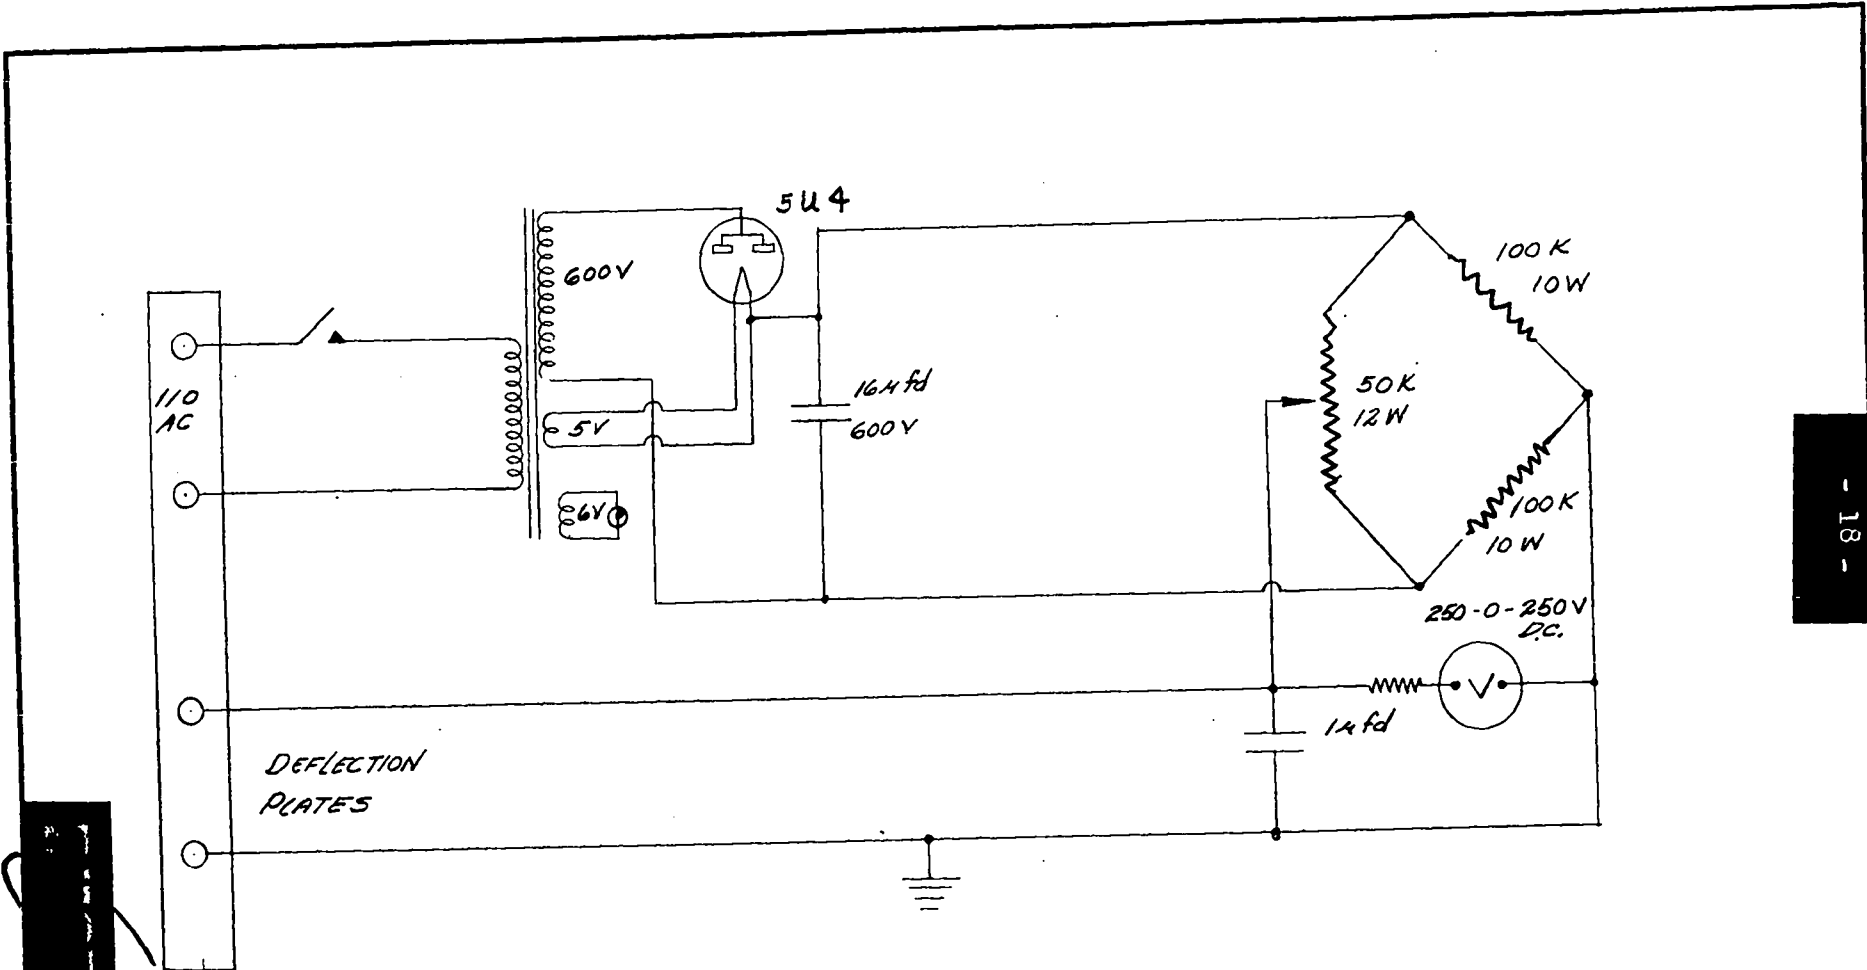 5U4
600V
100K
10W
110
AC
16µfd
600V
50K
12W
5V
6V
100K
10W
250-0-250V
D.C.
V
1µfd
DEFLECTION
PLATES
- 18 -